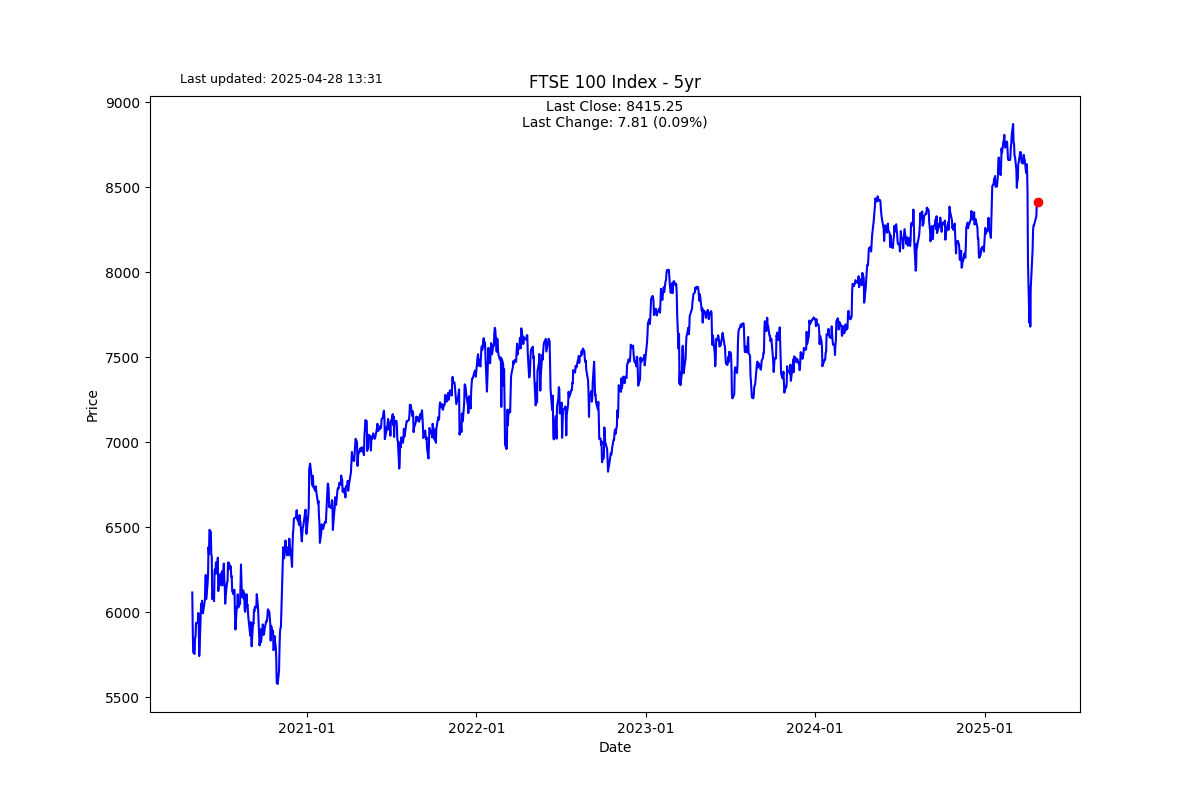 Last updated: 2025-04-28 13:31
FTSE 100 Index - 5yr
Last Close: 8415.25
Last Change: 7.81 (0.09%)
9000
8500
8000
7500
7000
6500
6000
5500
Price
2021-01
2022-01
2023-01
2024-01
2025-01
Date